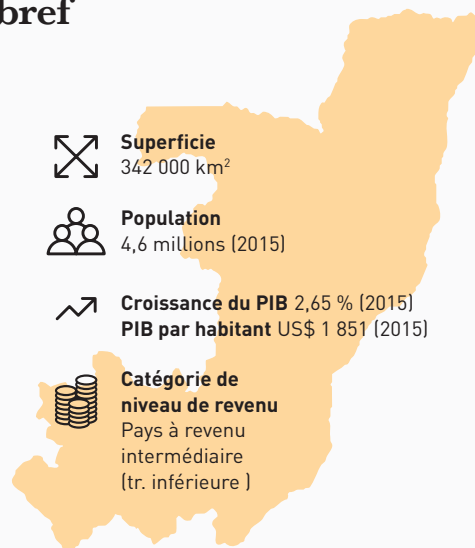 bref
Superficie
342 000 km²
Population
4,6 millions (2015)
Croissance du PIB 2,65 % (2015)
PIB par habitant US$ 1 851 (2015)
Catégorie de
niveau de revenu
Pays à revenu
intermédiaire
(tr. inférieure )